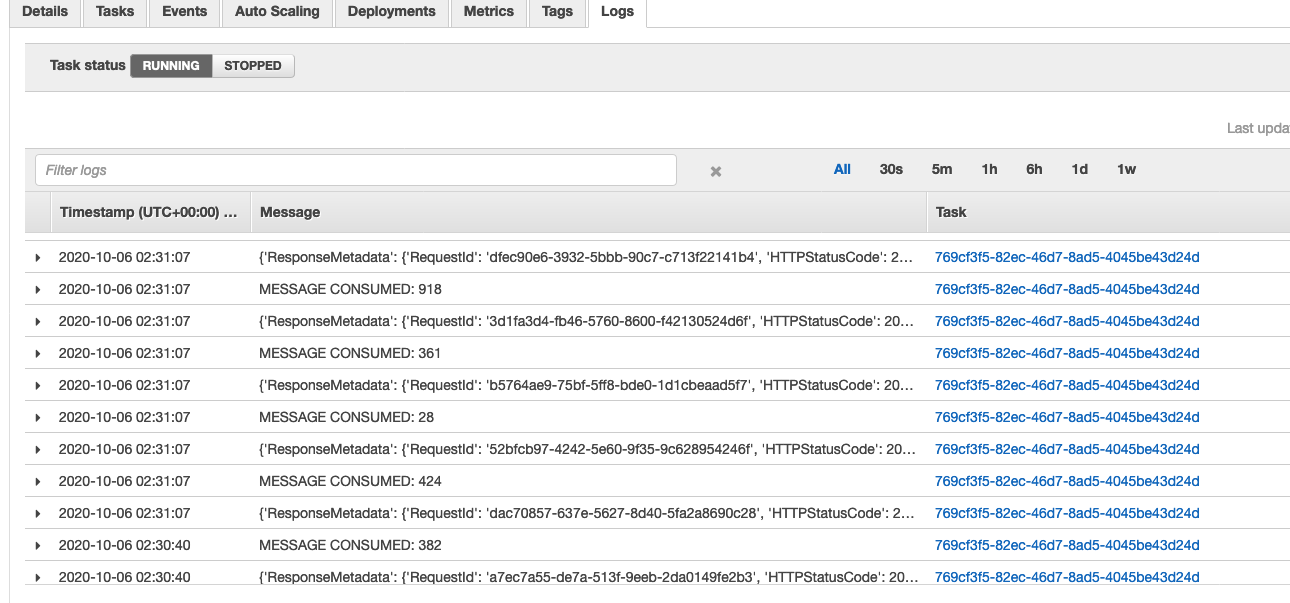 Details Tasks Events Auto Scaling Deployments Metrics Tags Logs
Task status RUNNING STOPPED
Last upda
Filter logs × All 30s 5m 1h 6h 1d 1w
Timestamp (UTC+00:00) ... Message Task
2020-10-06 02:31:07 {'ResponseMetadata': {'RequestId': 'dfec90e6-3932-5bbb-90c7-c713f22141b4', 'HTTPStatusCode': 2... 769cf3f5-82ec-46d7-8ad5-4045be43d24d
2020-10-06 02:31:07 MESSAGE CONSUMED: 918 769cf3f5-82ec-46d7-8ad5-4045be43d24d
2020-10-06 02:31:07 {'ResponseMetadata': {'RequestId': '3d1fa3d4-fb46-5760-8600-f42130524d6f', 'HTTPStatusCode': 20... 769cf3f5-82ec-46d7-8ad5-4045be43d24d
2020-10-06 02:31:07 MESSAGE CONSUMED: 361 769cf3f5-82ec-46d7-8ad5-4045be43d24d
2020-10-06 02:31:07 {'ResponseMetadata': {'RequestId': 'b5764ae9-75bf-5ff8-bde0-1d1cbeaad5f7', 'HTTPStatusCode': 20... 769cf3f5-82ec-46d7-8ad5-4045be43d24d
2020-10-06 02:31:07 MESSAGE CONSUMED: 28 769cf3f5-82ec-46d7-8ad5-4045be43d24d
2020-10-06 02:31:07 {'ResponseMetadata': {'RequestId': '52bfcb97-4242-5e60-9f35-9c628954246f', 'HTTPStatusCode': 20... 769cf3f5-82ec-46d7-8ad5-4045be43d24d
2020-10-06 02:31:07 MESSAGE CONSUMED: 424 769cf3f5-82ec-46d7-8ad5-4045be43d24d
2020-10-06 02:31:07 {'ResponseMetadata': {'RequestId': 'dac70857-637e-5627-8d40-5fa2a8690c28', 'HTTPStatusCode': 2... 769cf3f5-82ec-46d7-8ad5-4045be43d24d
2020-10-06 02:30:40 MESSAGE CONSUMED: 382 769cf3f5-82ec-46d7-8ad5-4045be43d24d
2020-10-06 02:30:40 {'ResponseMetadata': {'RequestId': 'a7ec7a55-de7a-513f-9eeb-2da0149fe2b3', 'HTTPStatusCode': 20... 769cf3f5-82ec-46d7-8ad5-4045be43d24d